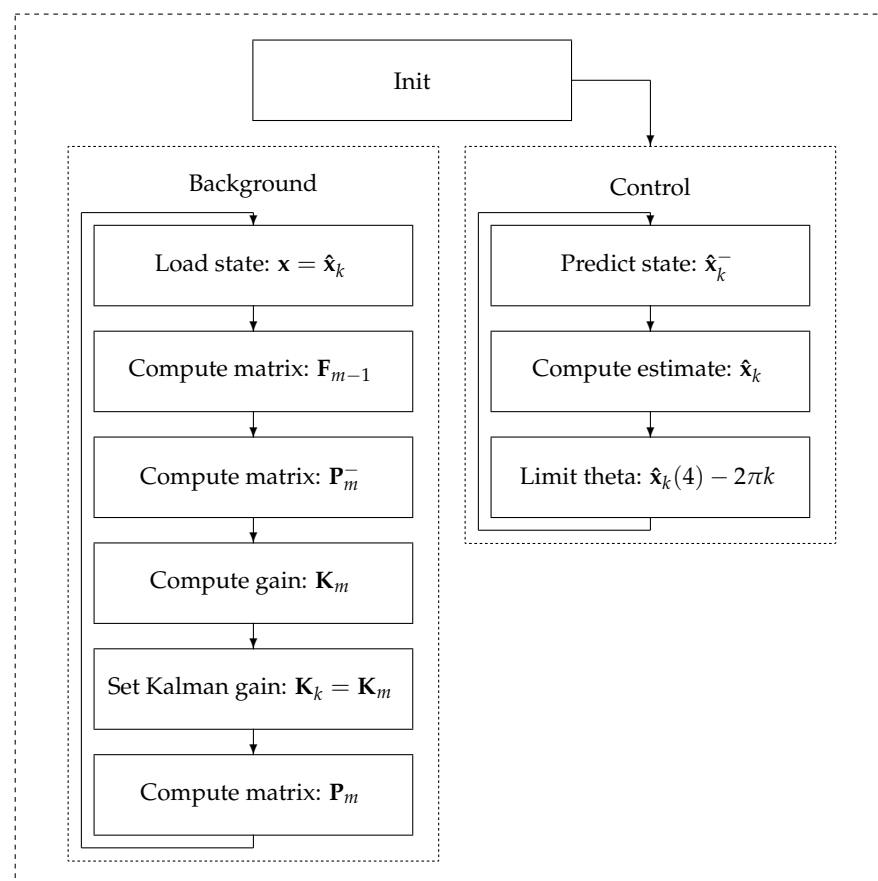 Init
Background
Load state: 𝐱 = 𝐱̂ₖ
Compute matrix: 𝐅ₘ₋₁
Compute matrix: 𝐏ₘ⁻
Compute gain: 𝐊ₘ
Set Kalman gain: 𝐊ₖ = 𝐊ₘ
Compute matrix: 𝐏ₘ
Control
Predict state: 𝐱̂ₖ⁻
Compute estimate: 𝐱̂ₖ
Limit theta: 𝐱̂ₖ(4) − 2πk